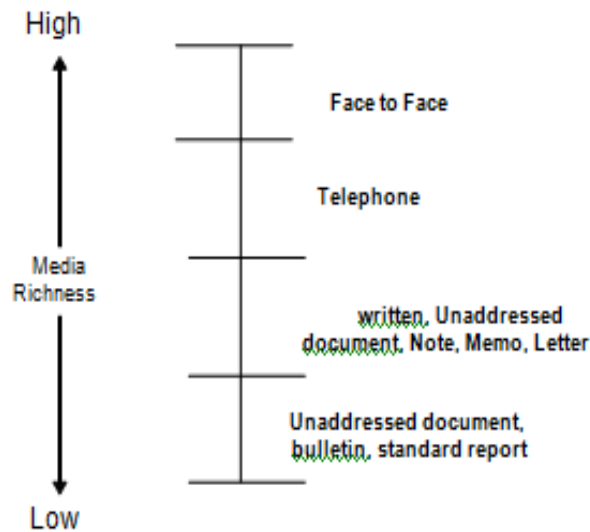 High
Face to Face
Telephone
Media
Richness
written, Unaddressed
document, Note, Memo, Letter
Unaddressed document,
bulletin, standard report
Low